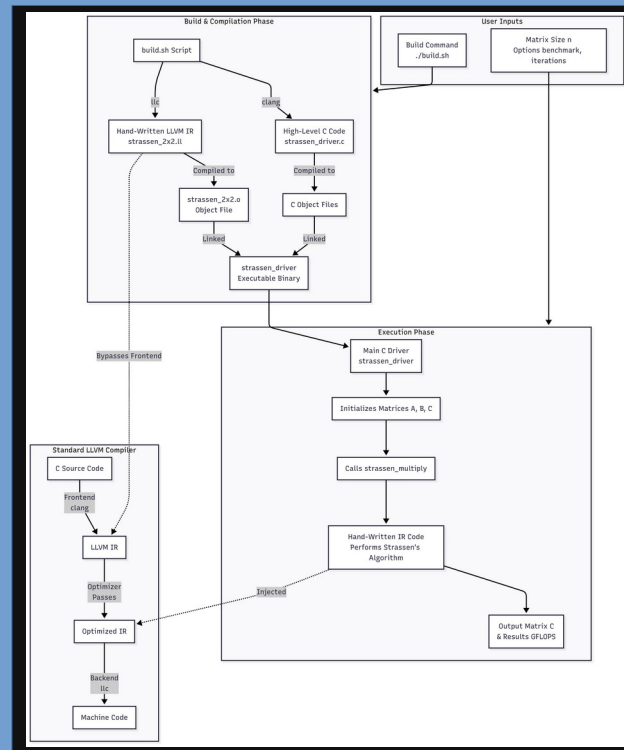 Build & Compilation Phase
build.sh Script
llc
clang
Hand-Written LLVM IR
strassen_2x2.ll
High-Level C Code
strassen_driver.c
Compiled to
Compiled to
strassen_2x2.o
Object File
C Object Files
Linked
Linked
strassen_driver
Executable Binary
User Inputs
Build Command
./build.sh
Matrix Size n
Options benchmark,
iterations
Bypasses Frontend
Execution Phase
Main C Driver
strassen_driver
Initializes Matrices A, B, C
Calls strassen_multiply
Hand-Written IR Code
Performs Strassen's
Algorithm
Injected
Output Matrix C
& Results GFLOPS
Standard LLVM Compiler
C Source Code
Frontend
clang
LLVM IR
Optimizer
Passes
Optimized IR
Backend
llc
Machine Code